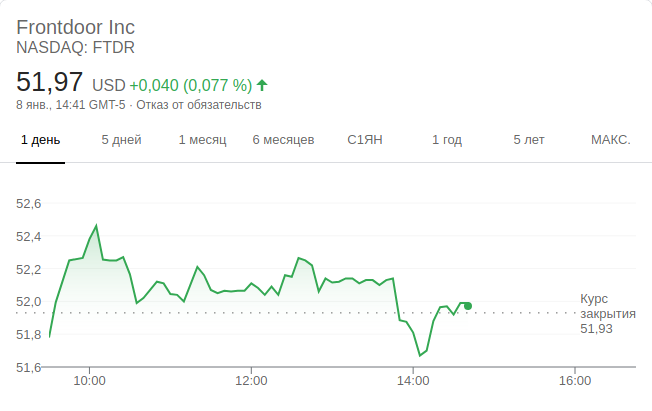 Frontdoor Inc
NASDAQ: FTDR
51,97 USD +0,040 (0,077 %)
8 янв., 14:41 GMT-5 · Отказ от обязательств
1 день 5 дней 1 месяц 6 месяцев С1ЯН 1 год 5 лет МАКС.
52,6
52,4
52,2
52,0
51,8
51,6
Курс
закрытия
51,93
10:00 12:00 14:00 16:00